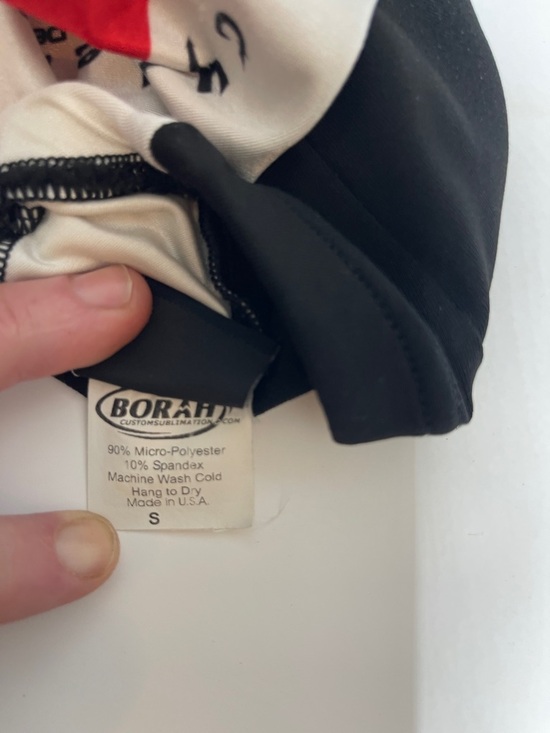 BORAH
CUSTOMSUBLIMATION.COM
90% Micro-Polyester
10% Spandex
Machine Wash Cold
Hang to Dry
Made in U.S.A.
S